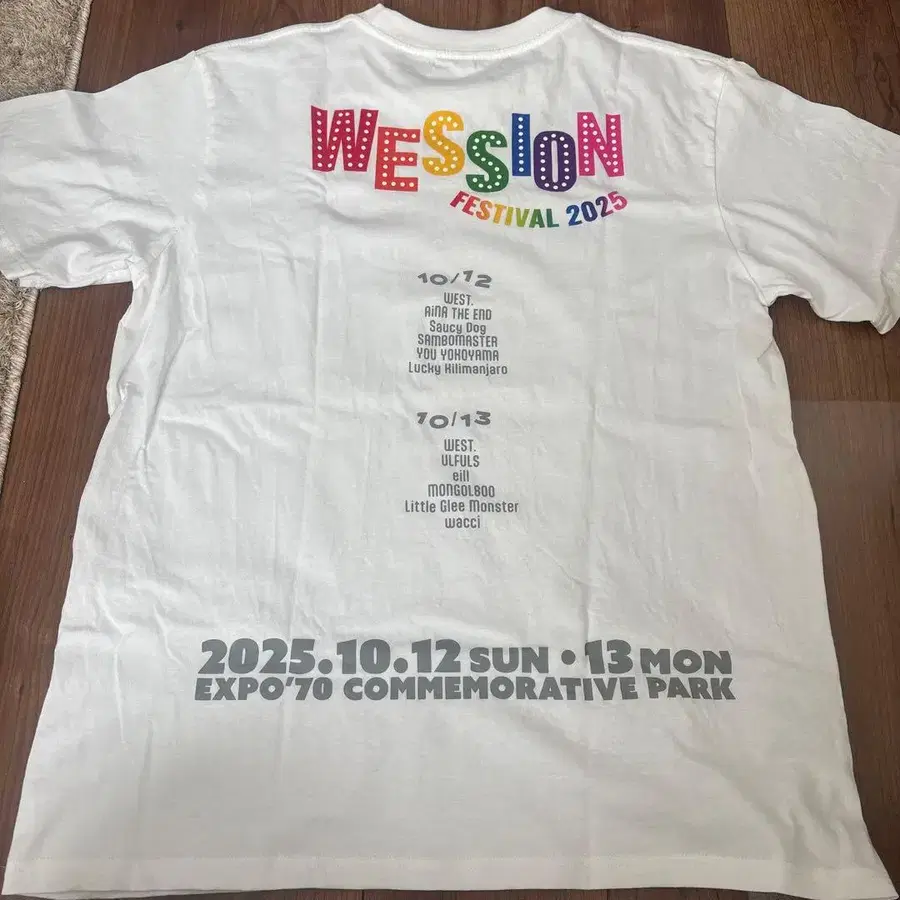 WESSION
FESTIVAL 2025
10/12
WEST.
AiNA THE END
Saucy Dog
SAMBOMASTER
YOU YOKOYAMA
Lucky Kilimanjaro
10/13
WEST.
ULFULS
eill
MONGOL800
Little Glee Monster
wacci
2025.10.12 SUN • 13 MON
EXPO'70 COMMEMORATIVE PARK